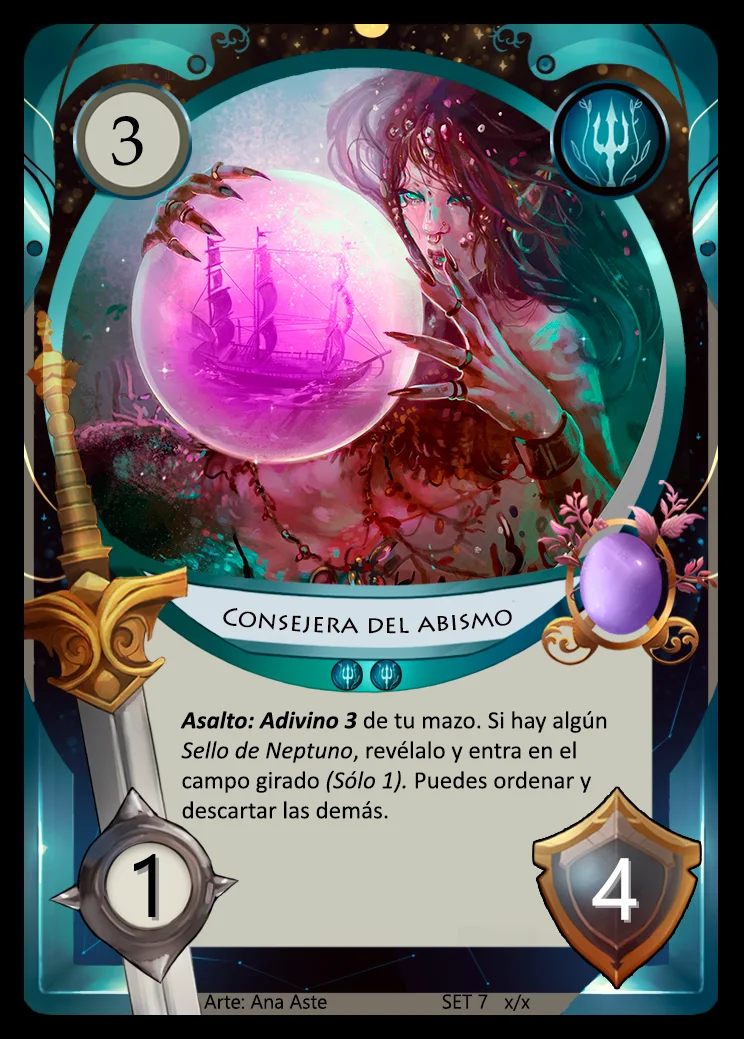 3
CONSEJERA DEL ABISMO
Asalto: Adivino 3 de tu mazo. Si hay algún
Sello de Neptuno, revélalo y entra en el
campo girado (Sólo 1). Puedes ordenar y
descartar las demás.
1
4
Arte: Ana Aste SET 7 x/x